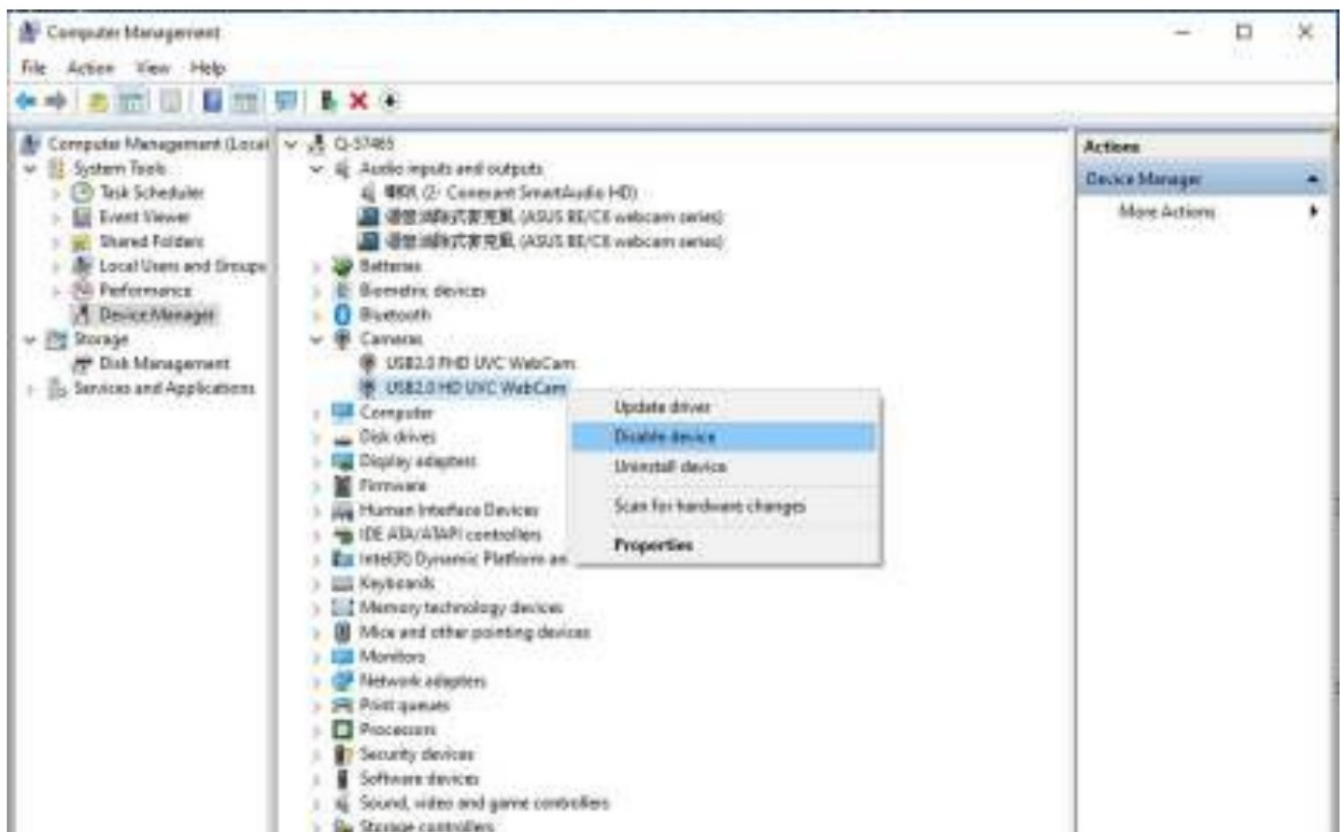 Computer Management
File Action View Help
Computer Management (Local
System Tools
Task Scheduler
Event Viewer
Shared Folders
Local Users and Groups
Performance
Device Manager
Storage
Disk Management
Services and Applications
Q-57465
Audio inputs and outputs
喇叭 (2- Conexant SmartAudio HD)
(ASUS BE/C8 webcam series)
(ASUS BE/C8 webcam series)
Batteries
Biometric devices
Bluetooth
Cameras
USB2.0 FHD UVC WebCam
USB2.0 HD UVC WebCam
Computer
Disk drives
Display adapters
Firmware
Human Interface Devices
IDE ATA/ATAPI controllers
Intel(R) Dynamic Platform an
Keyboards
Memory technology devices
Mice and other pointing devices
Monitors
Network adapters
Print queues
Processors
Security devices
Software devices
Sound, video and game controllers
Storage controllers
Update driver
Disable device
Uninstall device
Scan for hardware changes
Properties
Actions
Device Manager
More Actions